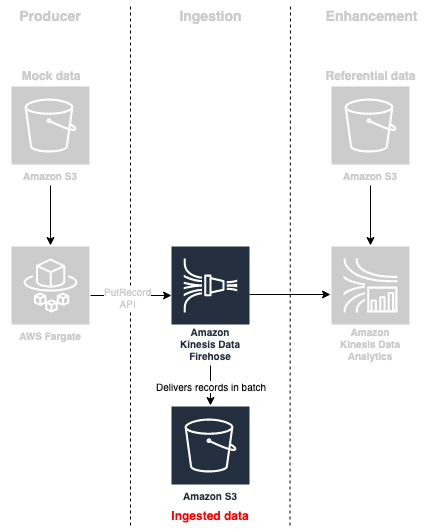 Producer
Ingestion
Enhancement
Mock data
Referential data
Amazon S3
Amazon S3
PutRecord
API
AWS Fargate
Amazon
Kinesis Data
Firehose
Amazon
Kinesis Data
Analytics
Delivers records in batch
Amazon S3
Ingested data